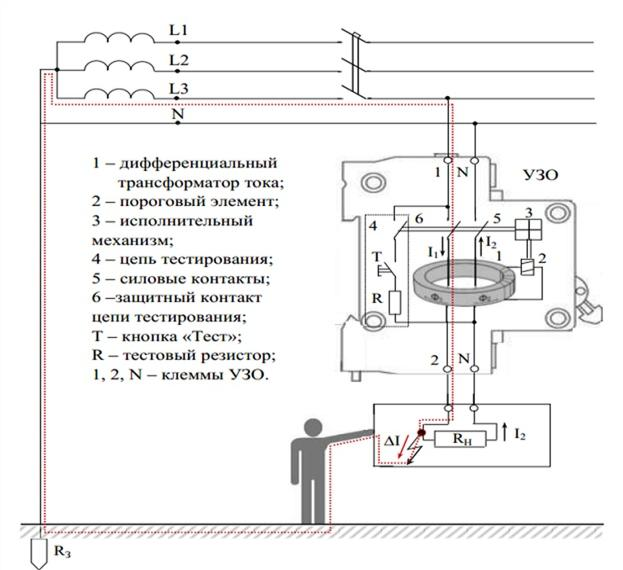 L1
L2
L3
N
1 – дифференциальный
трансформатор тока;
2 – пороговый элемент;
3 – исполнительный
механизм;
4 – цепь тестирования;
5 – силовые контакты;
6 –защитный контакт
цепи тестирования;
Т – кнопка «Тест»;
R – тестовый резистор;
1, 2, N – клеммы УЗО.
1 N
УЗО
4 6 5 3
I1 I2 1 2
T
R
Ф Ф
2 N
ΔI RН I2
RЗ